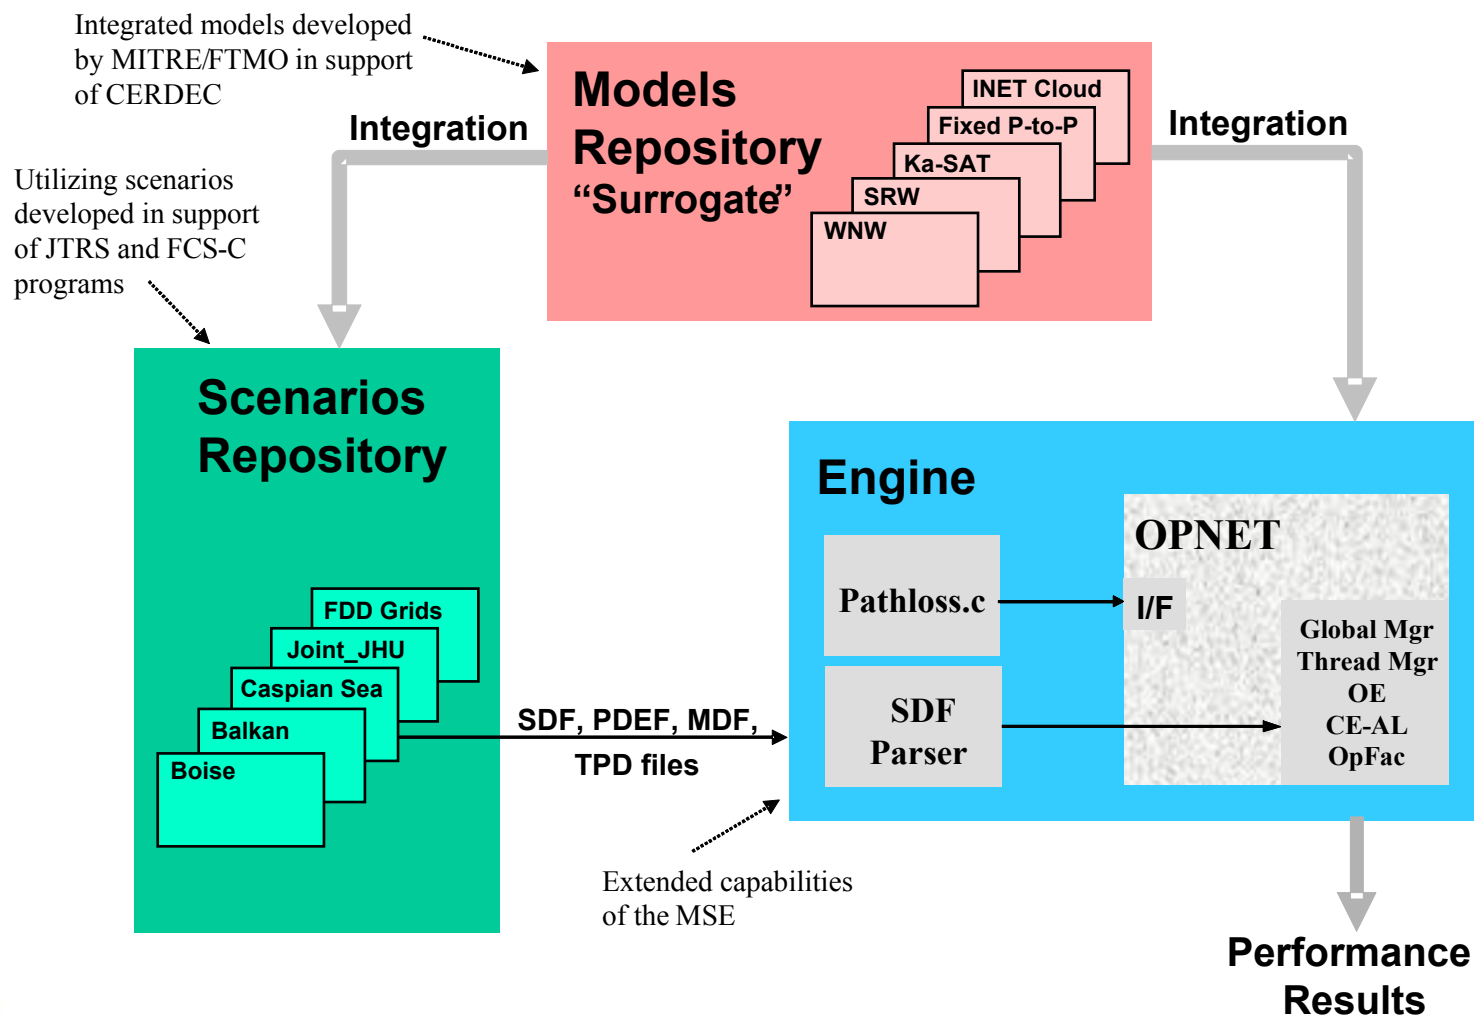 Integrated models developed
by MITRE/FTMO in support
of CERDEC
Integration
Models
Repository
“Surrogate”
INET Cloud
Fixed P-to-P
Ka-SAT
SRW
WNW
Integration
Utilizing scenarios
developed in support
of JTRS and FCS-C
programs
Scenarios
Repository
FDD Grids
Joint_JHU
Caspian Sea
Balkan
Boise
SDF, PDEF, MDF,
TPD files
Extended capabilities
of the MSE
Engine
Pathloss.c
SDF
Parser
OPNET
I/F
Global Mgr
Thread Mgr
OE
CE-AL
OpFac
Performance
Results